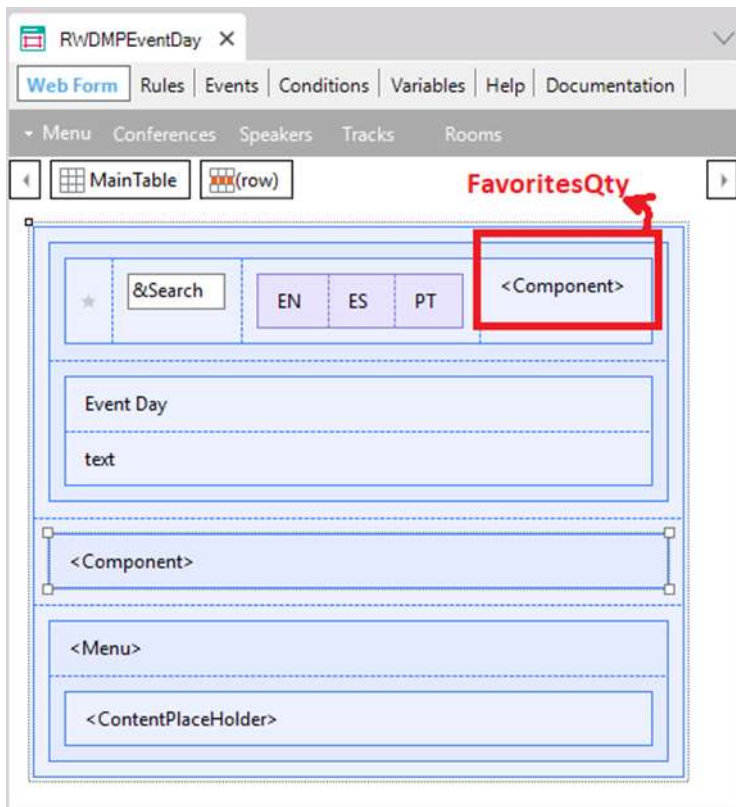 RWDMPEventDay
Web Form Rules Events Conditions Variables Help Documentation
Menu Conferences Speakers Tracks Rooms
MainTable (row) FavoritesQty
&Search EN ES PT <Component>
Event Day
text
<Component>
<Menu>
<ContentPlaceHolder>